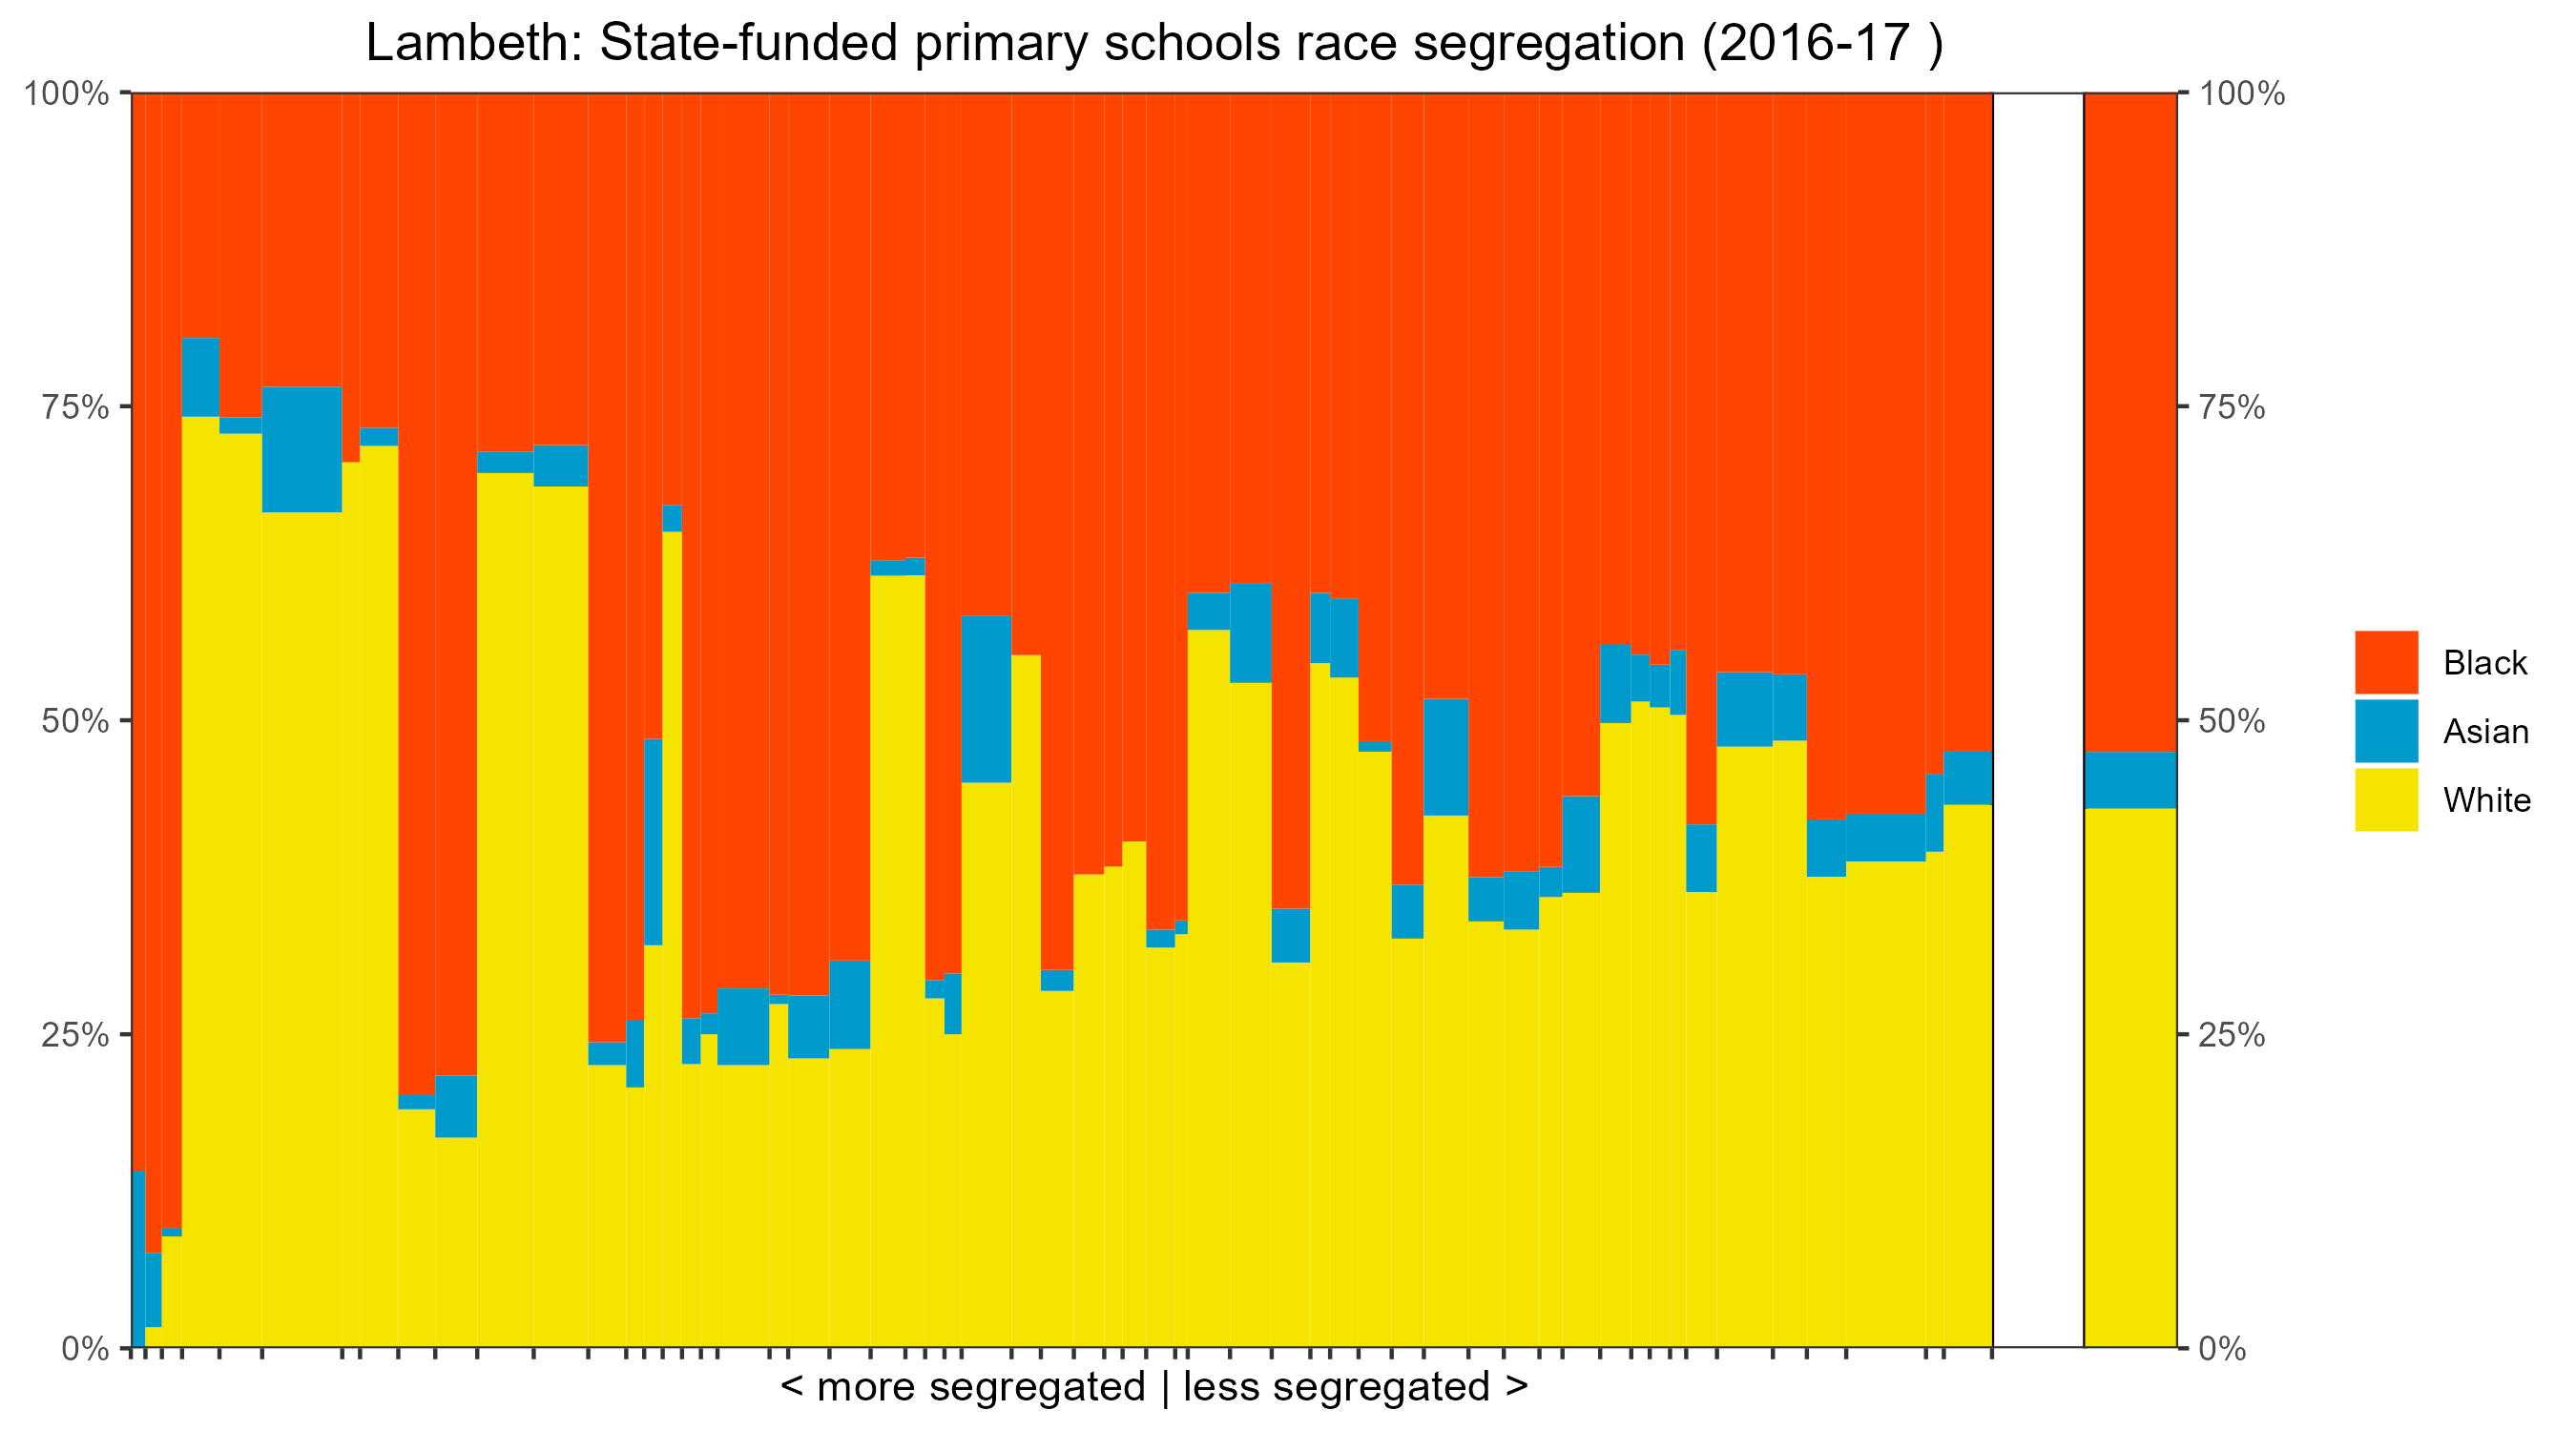 Lambeth: State-funded primary schools race segregation (2016-17 )
100%
100%
75%
75%
50%
50%
25%
25%
0%
0%
Black
Asian
White
< more segregated | less segregated >